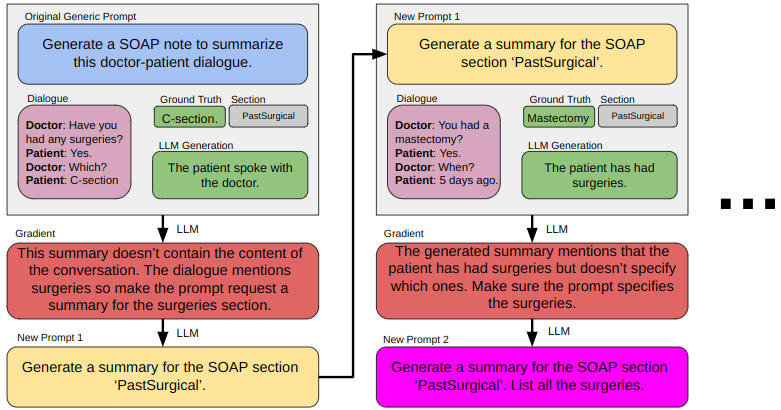 Original Generic Prompt
Generate a SOAP note to summarize
this doctor-patient dialogue.
Dialogue
Doctor: Have you
had any surgeries?
Patient: Yes.
Doctor: Which?
Patient: C-section
Ground Truth
C-section.
Section
PastSurgical
LLM Generation
The patient spoke with
the doctor.
LLM
Gradient
This summary doesn't contain the content of
the conversation. The dialogue mentions
surgeries so make the prompt request a
summary for the surgeries section.
LLM
New Prompt 1
Generate a summary for the SOAP section
'PastSurgical'.
New Prompt 1
Generate a summary for the SOAP
section 'PastSurgical'.
Dialogue
Doctor: You had a
mastectomy?
Patient: Yes.
Doctor: When?
Patient: 5 days ago.
Ground Truth
Mastectomy
Section
PastSurgical
LLM Generation
The patient has had
surgeries.
LLM
Gradient
The generated summary mentions that the
patient has had surgeries but doesn't specify
which ones. Make sure the prompt specifies
the surgeries.
LLM
New Prompt 2
Generate a summary for the SOAP section
'PastSurgical'. List all the surgeries.
...